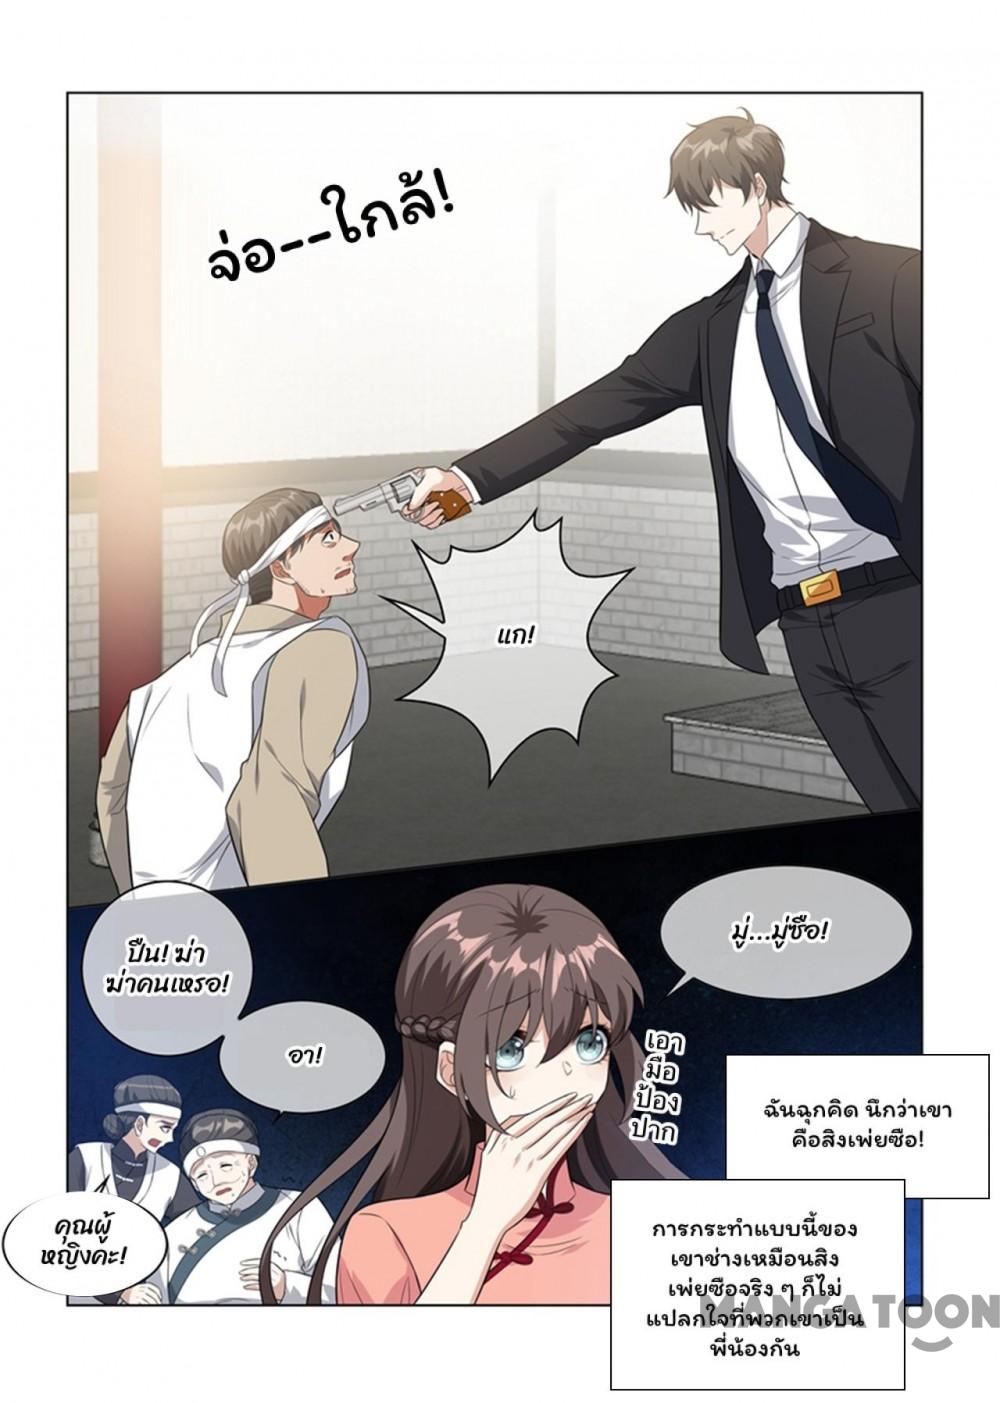 จ่อ--ใกล้!
แก!
ปืน! ฆ่า
ฆ่าคนเหรอ!
อา!
มู่...มู่ซือ!
เอา
มือ
ป้อง
ปาก
คุณผู้
หญิงคะ!
ฉันฉุกคิด นึกว่าเขา
คือสิงเฟยซือ!
การกระทำแบบนี้ของ
เขาช่างเหมือนสิง
เฟยซือจริง ๆ ก็ไม่
แปลกใจที่พวกเขาเป็น
พี่น้องกัน
MANGATOON